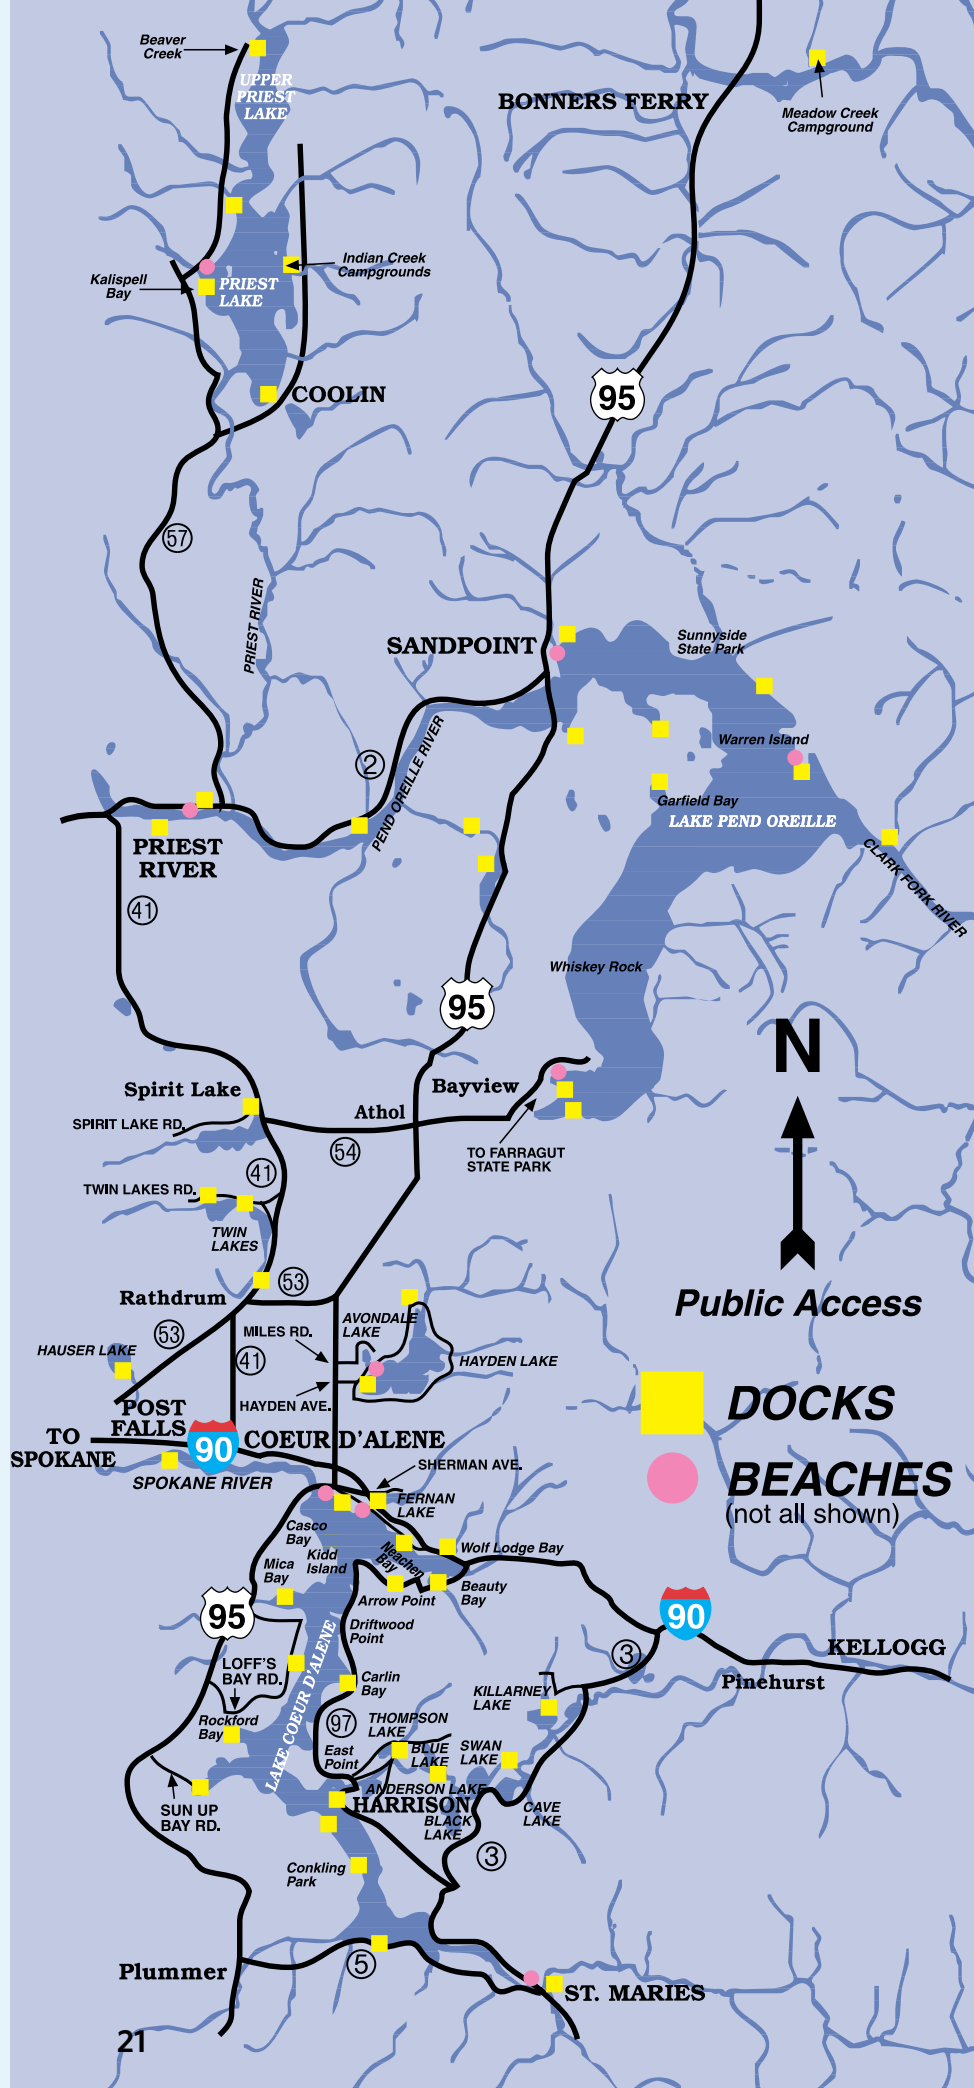 Beaver
Creek
UPPER
PRIEST
LAKE
BONNERS FERRY
Meadow Creek
Campground
Indian Creek
Campgrounds
Kalispell
Bay
PRIEST
LAKE
COOLIN
95
57
PRIEST RIVER
SANDPOINT
Sunnyside
State Park
Warren Island
2
PEND OREILLE RIVER
Garfield Bay
LAKE PEND OREILLE
PRIEST
RIVER
CLARK FORK RIVER
41
Whiskey Rock
95
N
Spirit Lake
Bayview
Athol
SPIRIT LAKE RD.
54
TO FARRAGUT
STATE PARK
41
TWIN LAKES RD.
TWIN
LAKES
53
Rathdrum
Public Access
AVONDALE
LAKE
MILES RD.
53
HAUSER LAKE
41
HAYDEN LAKE
HAYDEN AVE.
DOCKS
POST
FALLS
TO
SPOKANE
90
COEUR D'ALENE
SHERMAN AVE.
SPOKANE RIVER
BEACHES
(not all shown)
FERNAN
LAKE
Casco
Bay
Kidd
Island
Neachen
Bay
Wolf Lodge Bay
Mica
Bay
Arrow Point
Beauty
Bay
95
90
Driftwood
Point
LAKE COEUR D'ALENE
3
KELLOGG
LOFF'S
BAY RD.
Carlin
Bay
KILLARNEY
LAKE
Pinehurst
Rockford
Bay
97
THOMPSON
LAKE
East
Point
BLUE
LAKE
SWAN
LAKE
ANDERSON LAKE
HARRISON
SUN UP
BAY RD.
BLACK
LAKE
CAVE
LAKE
3
Conkling
Park
Plummer
5
ST. MARIES
21